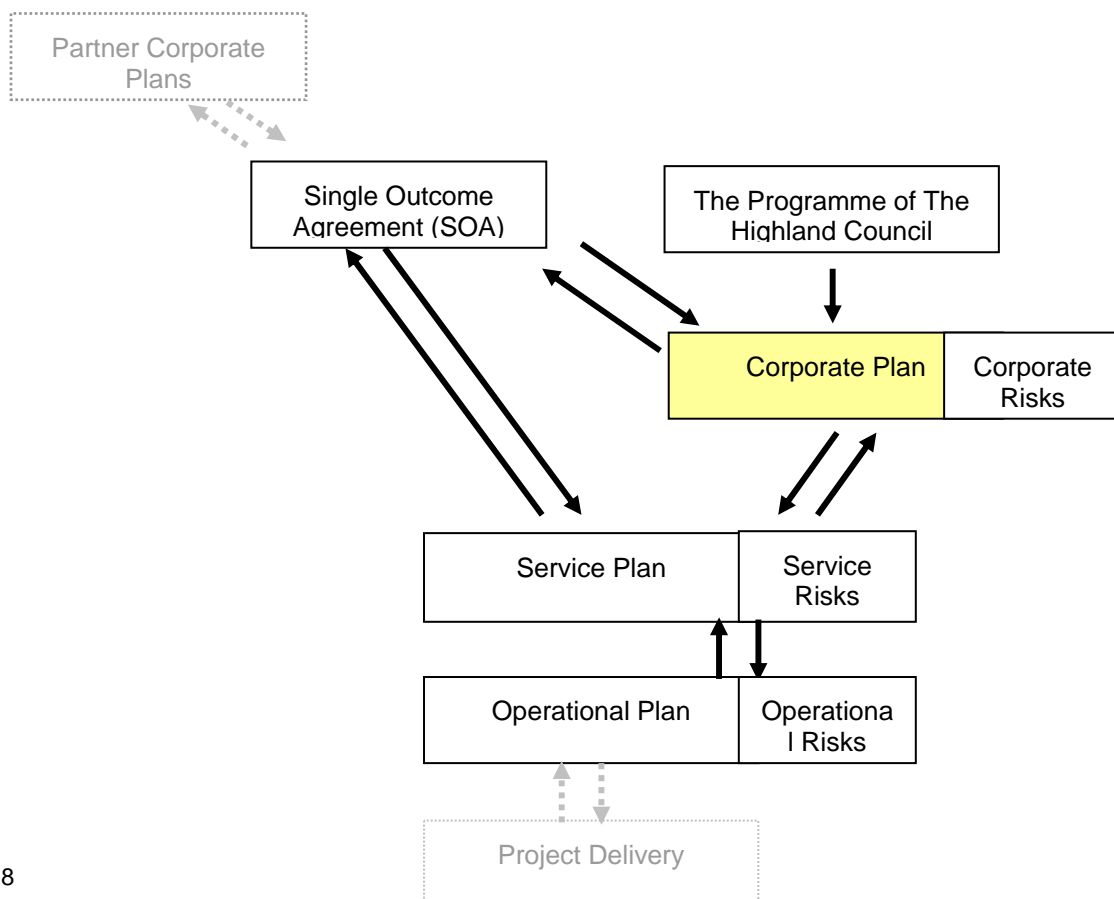 Partner Corporate
Plans
Single Outcome
Agreement (SOA)
The Programme of The
Highland Council
Corporate Plan
Corporate
Risks
Service Plan
Service
Risks
Operational Plan
Operationa
l Risks
Project Delivery
8